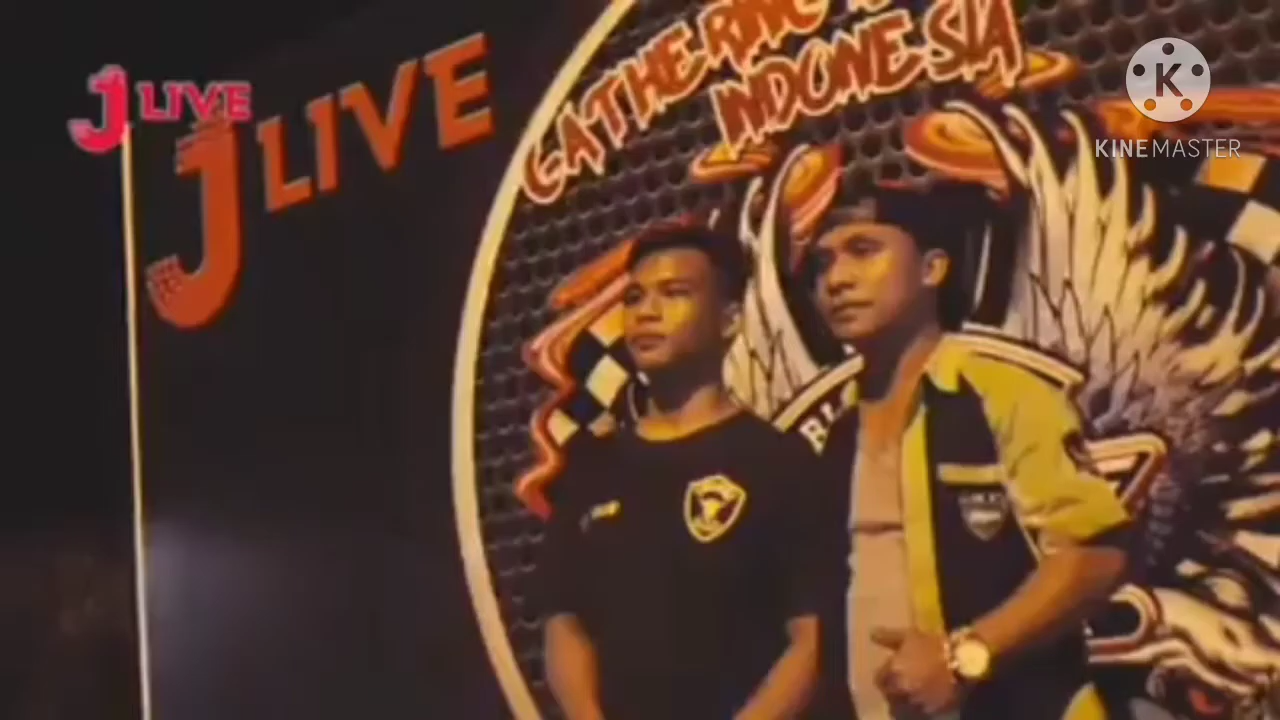 J LIVE
J LIVE
GATHERING
INDONESIA
KINEMASTER